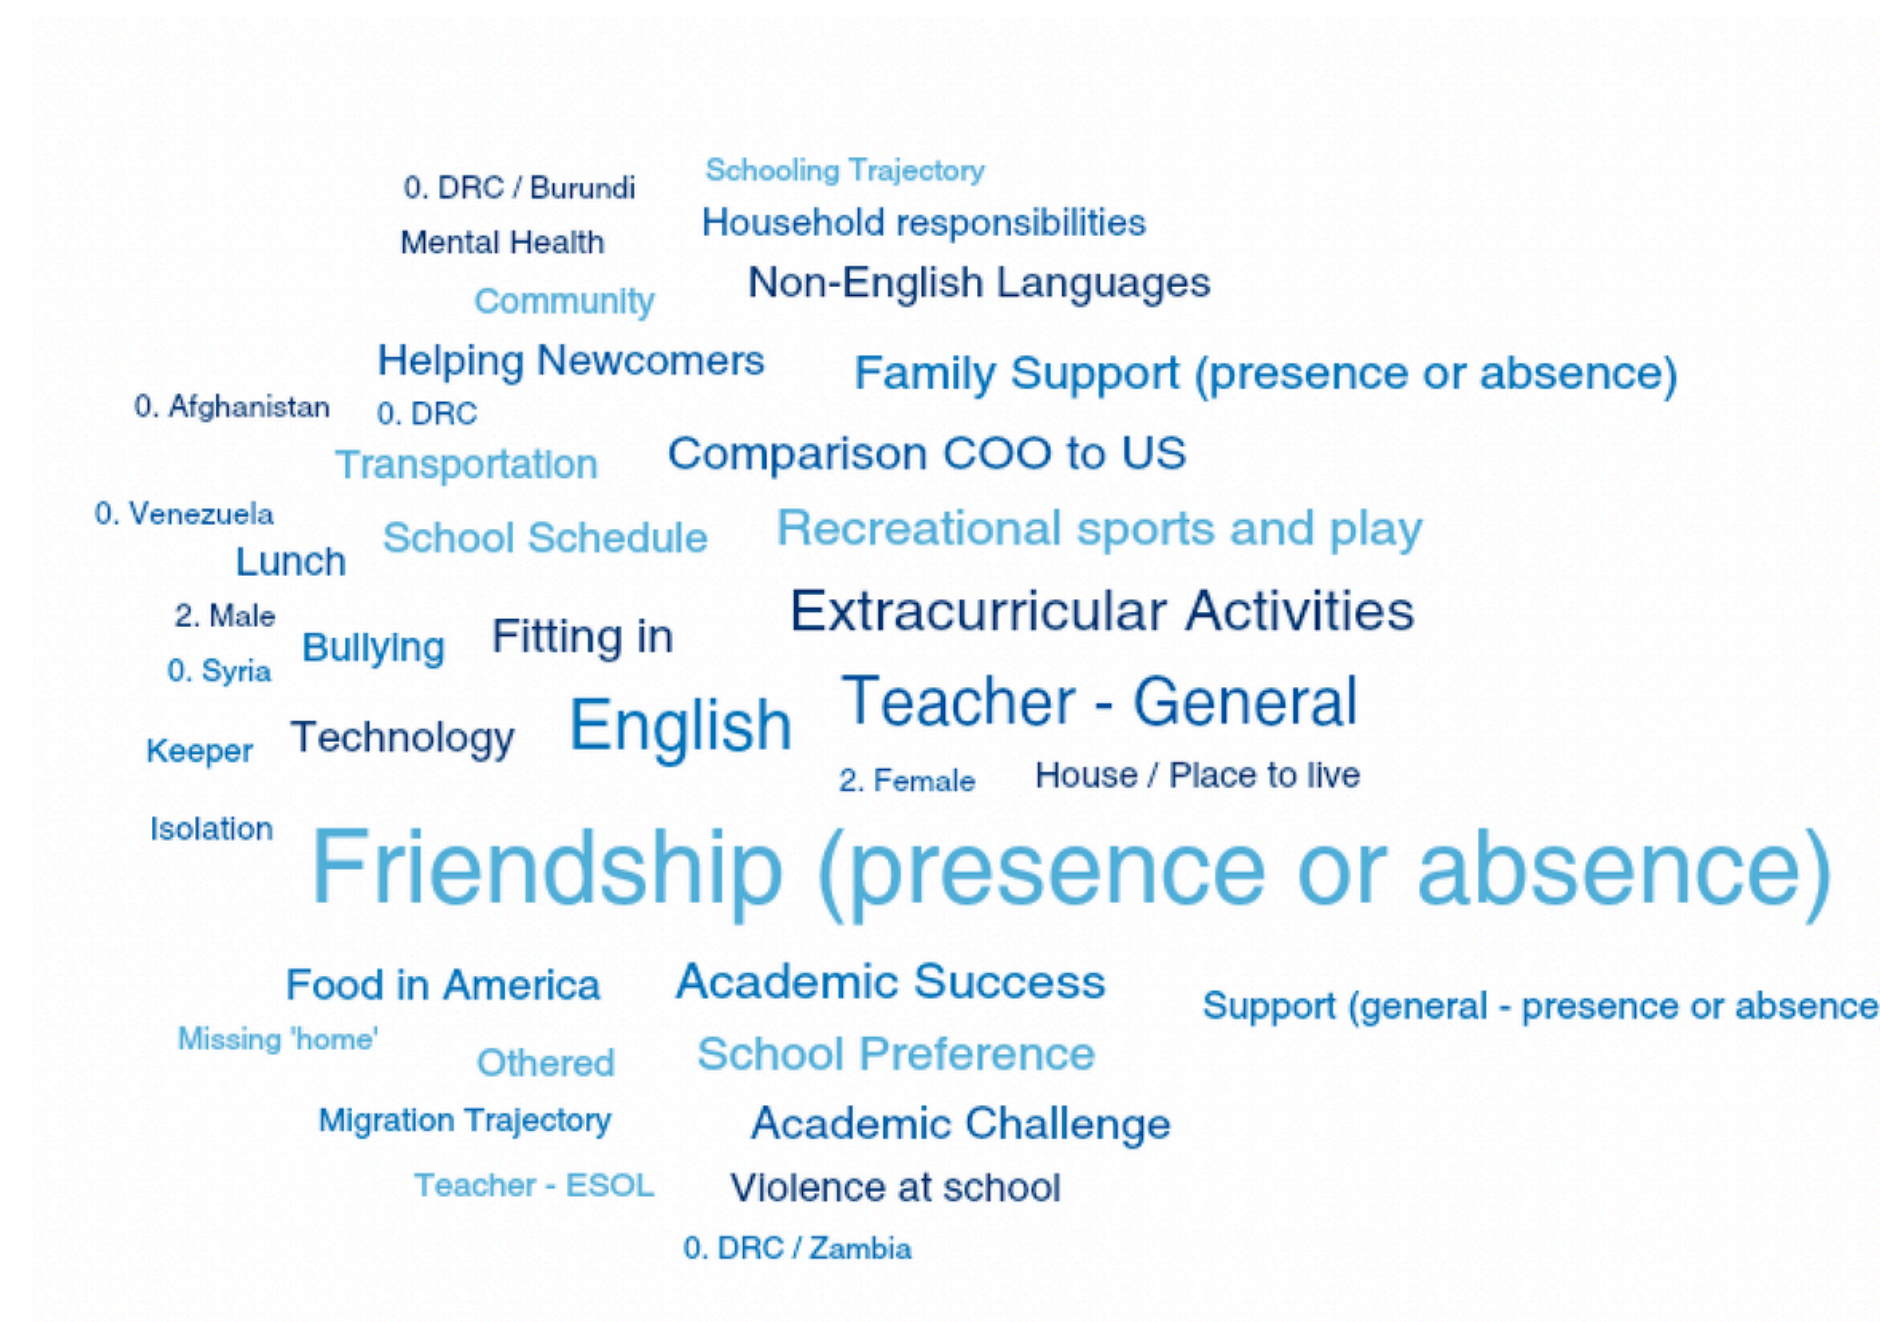 Schooling Trajectory
0. DRC / Burundi
Household responsibilities
Mental Health
Non-English Languages
Community
Helping Newcomers
Family Support (presence or absence)
0. Afghanistan
0. DRC
Transportation
Comparison COO to US
0. Venezuela
School Schedule
Recreational sports and play
Lunch
2. Male
Extracurricular Activities
Bullying
Fitting in
0. Syria
Teacher - General
English
Technology
Keeper
2. Female
House / Place to live
Isolation
Friendship (presence or absence)
Food in America
Academic Success
Support (general - presence or absence
Missing 'home'
Othered
School Preference
Migration Trajectory
Academic Challenge
Teacher - ESOL
Violence at school
0. DRC / Zambia